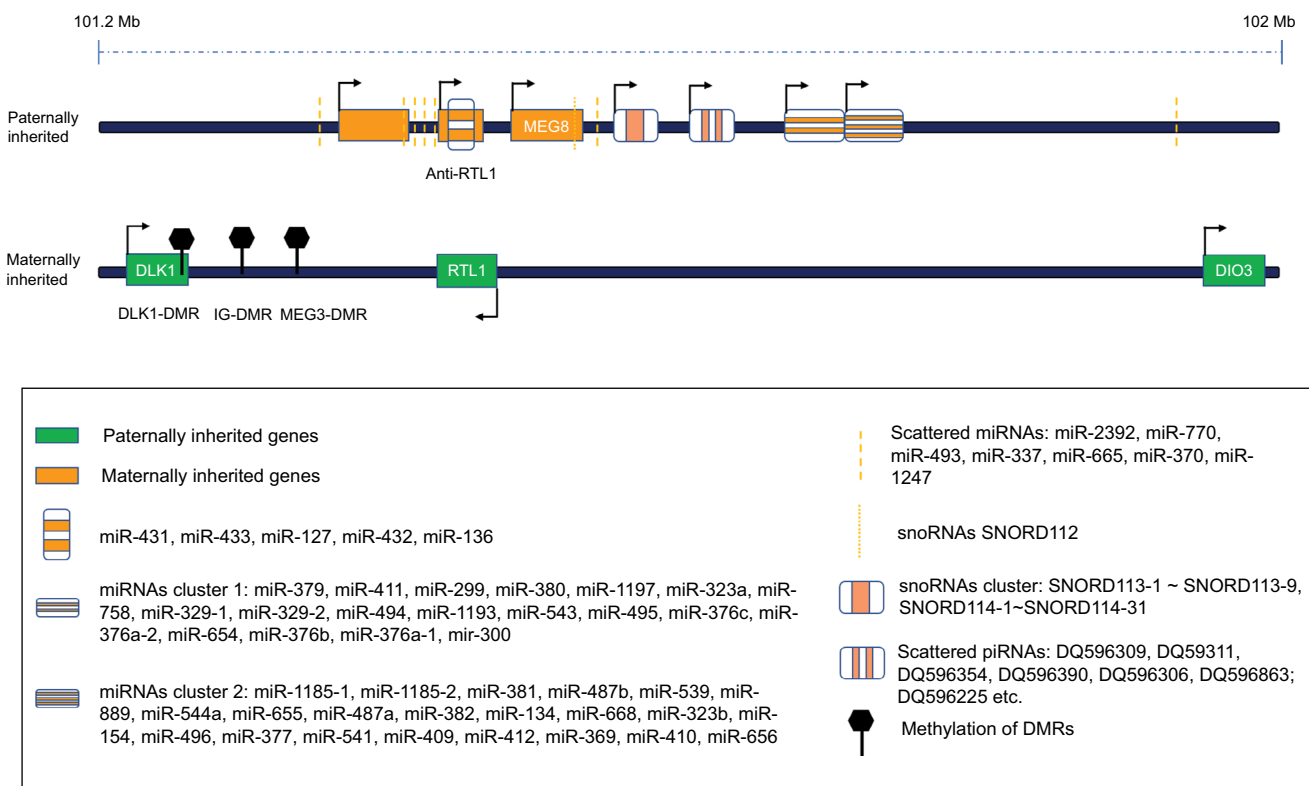 101.2 Mb
102 Mb
Paternally
inherited
MEG8
Anti-RTL1
Maternally
inherited
DLK1
RTL1
DIO3
DLK1-DMR
IG-DMR
MEG3-DMR
Paternally inherited genes
Maternally inherited genes
miR-431, miR-433, miR-127, miR-432, miR-136
miRNAs cluster 1: miR-379, miR-411, miR-299, miR-380, miR-1197, miR-323a, miR-
758, miR-329-1, miR-329-2, miR-494, miR-1193, miR-543, miR-495, miR-376c, miR-
376a-2, miR-654, miR-376b, miR-376a-1, mir-300
miRNAs cluster 2: miR-1185-1, miR-1185-2, miR-381, miR-487b, miR-539, miR-
889, miR-544a, miR-655, miR-487a, miR-382, miR-134, miR-668, miR-323b, miR-
154, miR-496, miR-377, miR-541, miR-409, miR-412, miR-369, miR-410, miR-656
Scattered miRNAs: miR-2392, miR-770,
miR-493, miR-337, miR-665, miR-370, miR-
1247
snoRNAs SNORD112
snoRNAs cluster: SNORD113-1 ~ SNORD113-9,
SNORD114-1~SNORD114-31
Scattered piRNAs: DQ596309, DQ59311,
DQ596354, DQ596390, DQ596306, DQ596863;
DQ596225 etc.
Methylation of DMRs